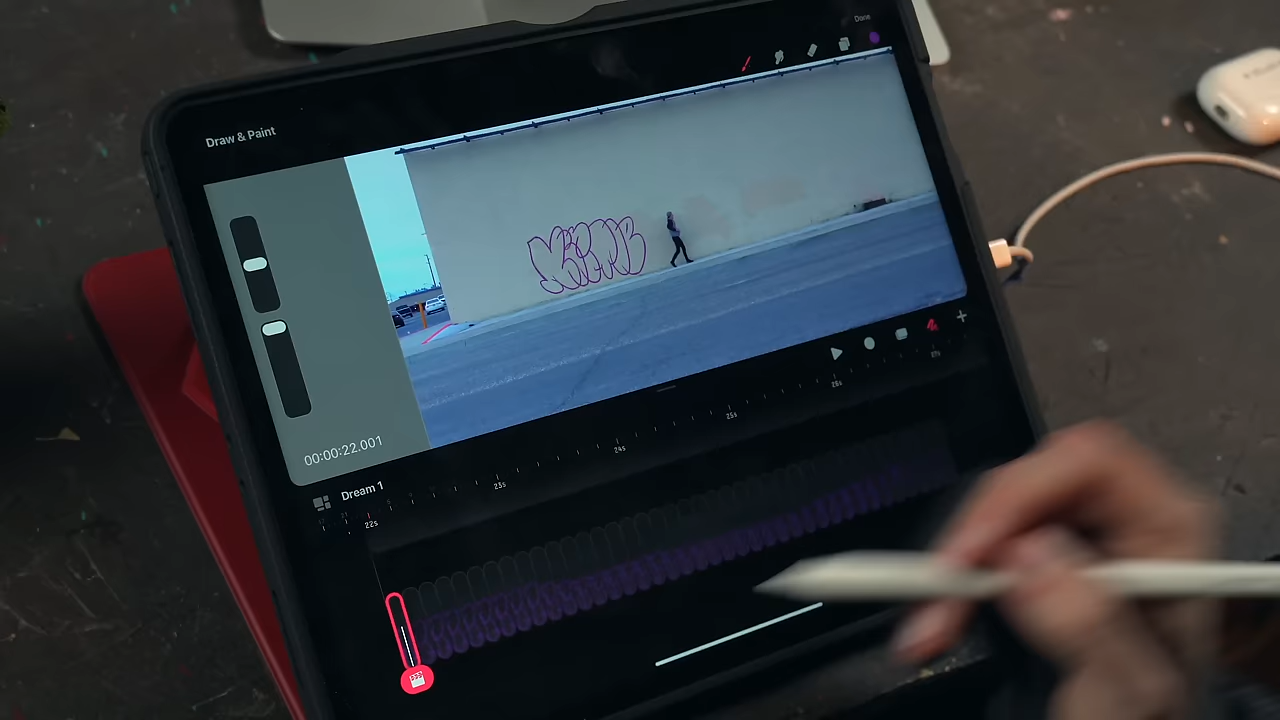 Done
Draw & Paint
00:00:22.001
Dream 1
22s
23s
24s
25s
26s